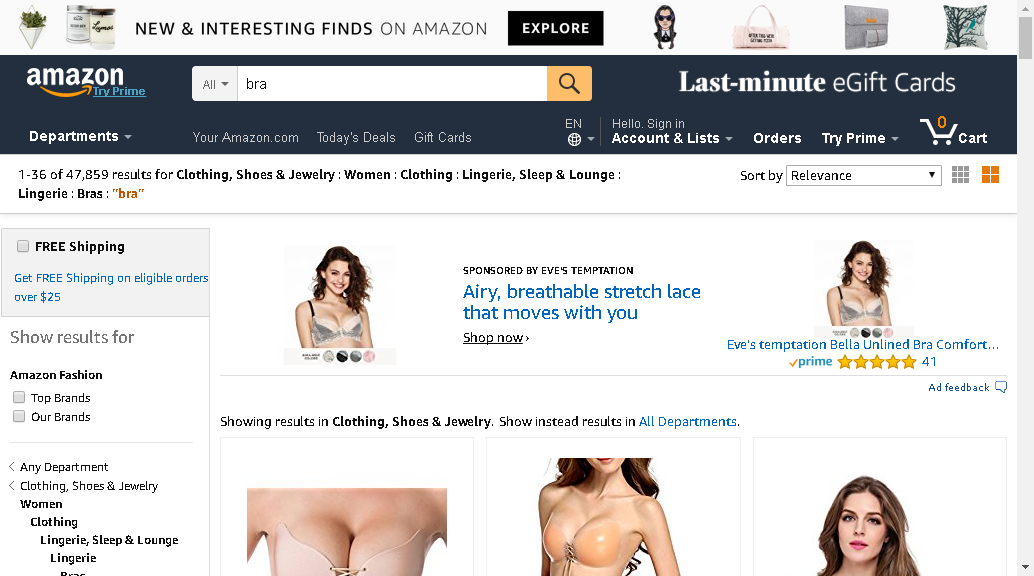 NEW & INTERESTING FINDS ON AMAZON EXPLORE
amazon
Try Prime
All bra
Last-minute eGift Cards
Departments
Your Amazon.com Today's Deals Gift Cards
EN
Hello. Sign in
Account & Lists
Orders
Try Prime
0
Cart
1-36 of 47,859 results for Clothing, Shoes & Jewelry : Women : Clothing : Lingerie, Sleep & Lounge :
Lingerie : Bras : "bra"
Sort by Relevance
FREE Shipping
Get FREE Shipping on eligible orders
over $25
Show results for
Amazon Fashion
Top Brands
Our Brands
Any Department
Clothing, Shoes & Jewelry
Women
Clothing
Lingerie, Sleep & Lounge
Lingerie
Bras
SPONSORED BY EVE'S TEMPTATION
Airy, breathable stretch lace
that moves with you
Shop now ›
Eve's temptation Bella Unlined Bra Comfort...
prime 41
Ad feedback
Showing results in Clothing, Shoes & Jewelry. Show instead results in All Departments.